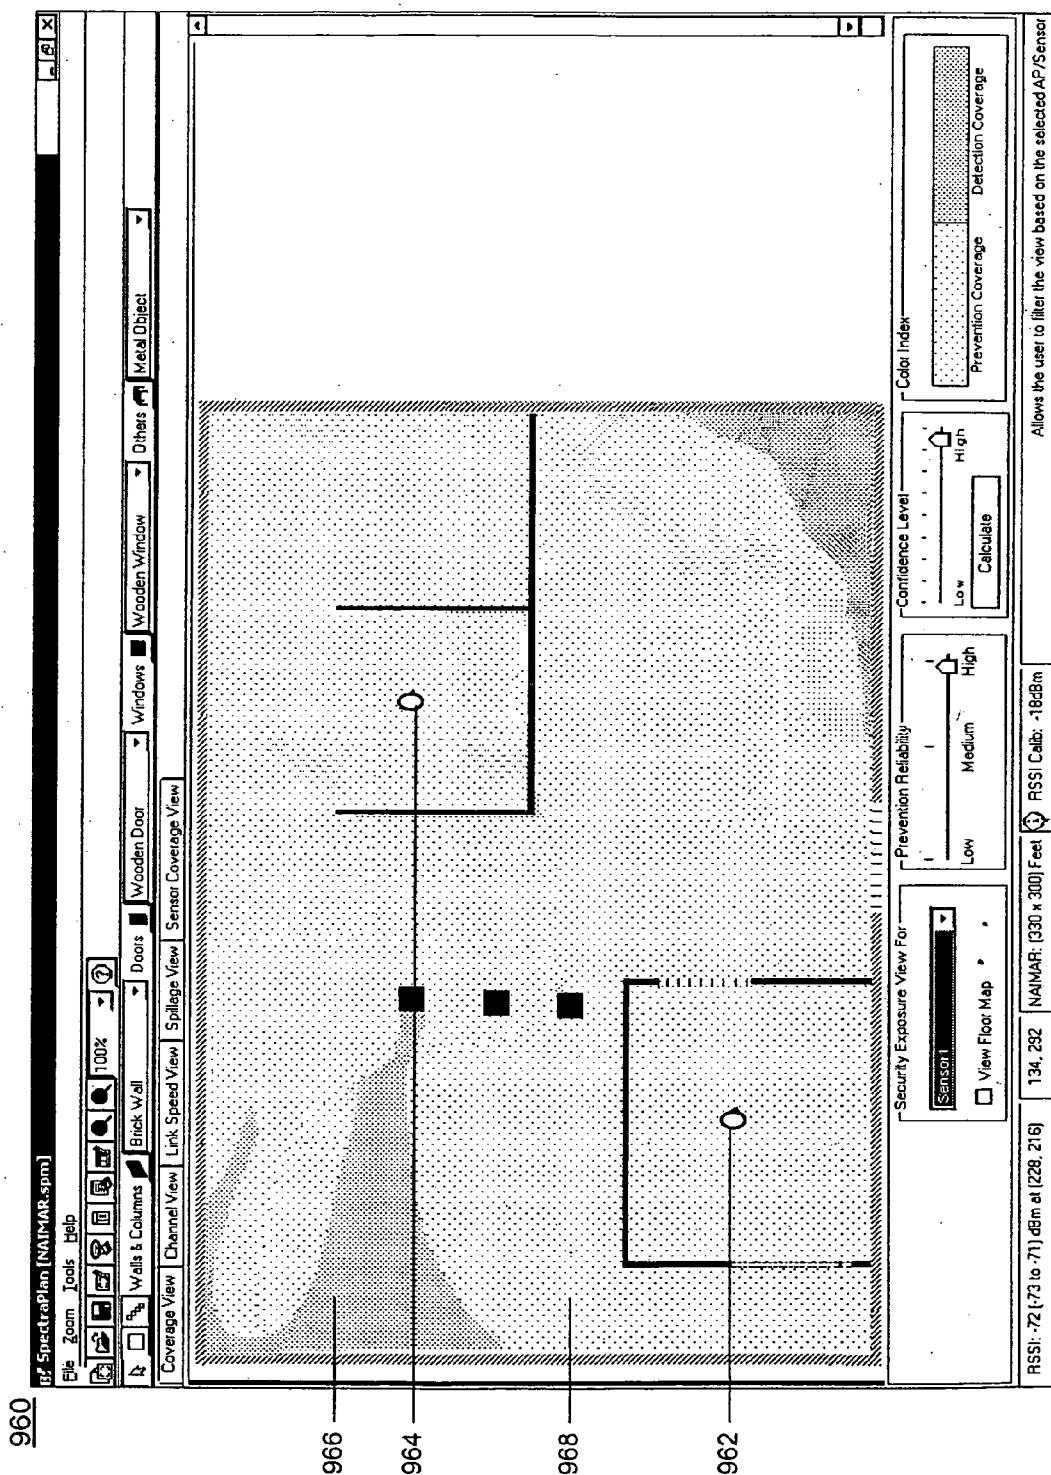 960
SpectraPlan [NAIMAR.spm]
File Zoom Tools Help
100%
Walls & Columns Brick Wall Doors Wooden Door Windows Wooden Window Others Metal Object
Coverage View Channel View Link Speed View Spillage View Sensor Coverage View
966
964
968
962
Security Exposure View For
Sensor1
View Floor Map
Prevention Reliability
Low Medium High
Confidence Level
Low High
Calculate
Color Index
Prevention Coverage Detection Coverage
RSSI: -72 [-73 to -71] dBm at (228, 216) 134, 292 NAIMAR: (330 x 300) Feet RSSI Calib: -18dBm Allows the user to filter the view based on the selected AP/Sensor